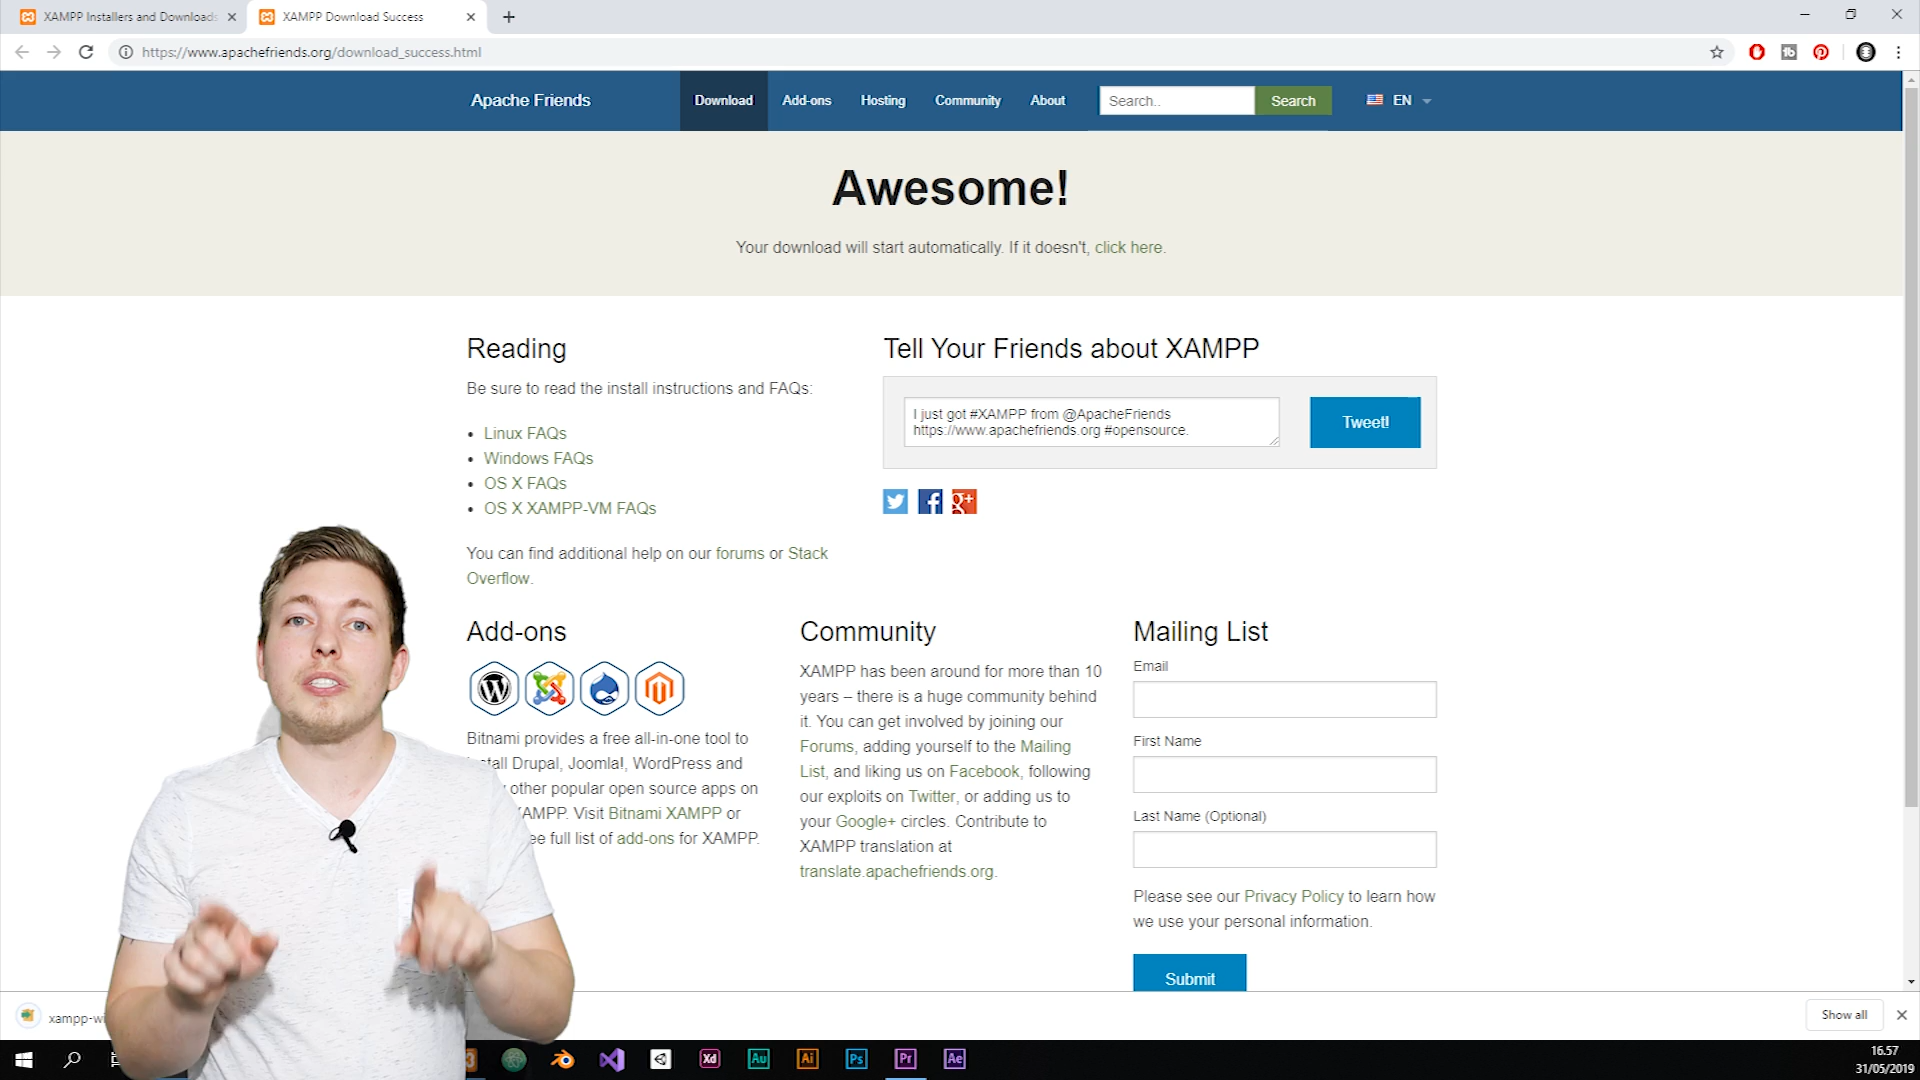 XAMPP Installers and Downloads
XAMPP Download Success
https://www.apachefriends.org/download_success.html
Apache Friends
Download
Add-ons
Hosting
Community
About
Search..
Search
EN
Awesome!
Your download will start automatically. If it doesn't, click here.
Reading
Be sure to read the install instructions and FAQs:
• Linux FAQs
• Windows FAQs
• OS X FAQs
• OS X XAMPP-VM FAQs
You can find additional help on our forums or Stack
Overflow.
Tell Your Friends about XAMPP
I just got #XAMPP from @ApacheFriends
https://www.apachefriends.org #opensource.
Tweet!
g+
Add-ons
Bitnami provides a free all-in-one tool to
tall Drupal, Joomla!, WordPress and
other popular open source apps on
AMPP. Visit Bitnami XAMPP or
ee full list of add-ons for XAMPP.
Community
XAMPP has been around for more than 10
years – there is a huge community behind
it. You can get involved by joining our
Forums, adding yourself to the Mailing
List, and liking us on Facebook, following
our exploits on Twitter, or adding us to
your Google+ circles. Contribute to
XAMPP translation at
translate.apachefriends.org.
Mailing List
Email
First Name
Last Name (Optional)
Please see our Privacy Policy to learn how
we use your personal information.
Submit
xampp-wi
Show all
Xd
Au
Ai
Ps
Pr
Ae
16.57
31/05/2019